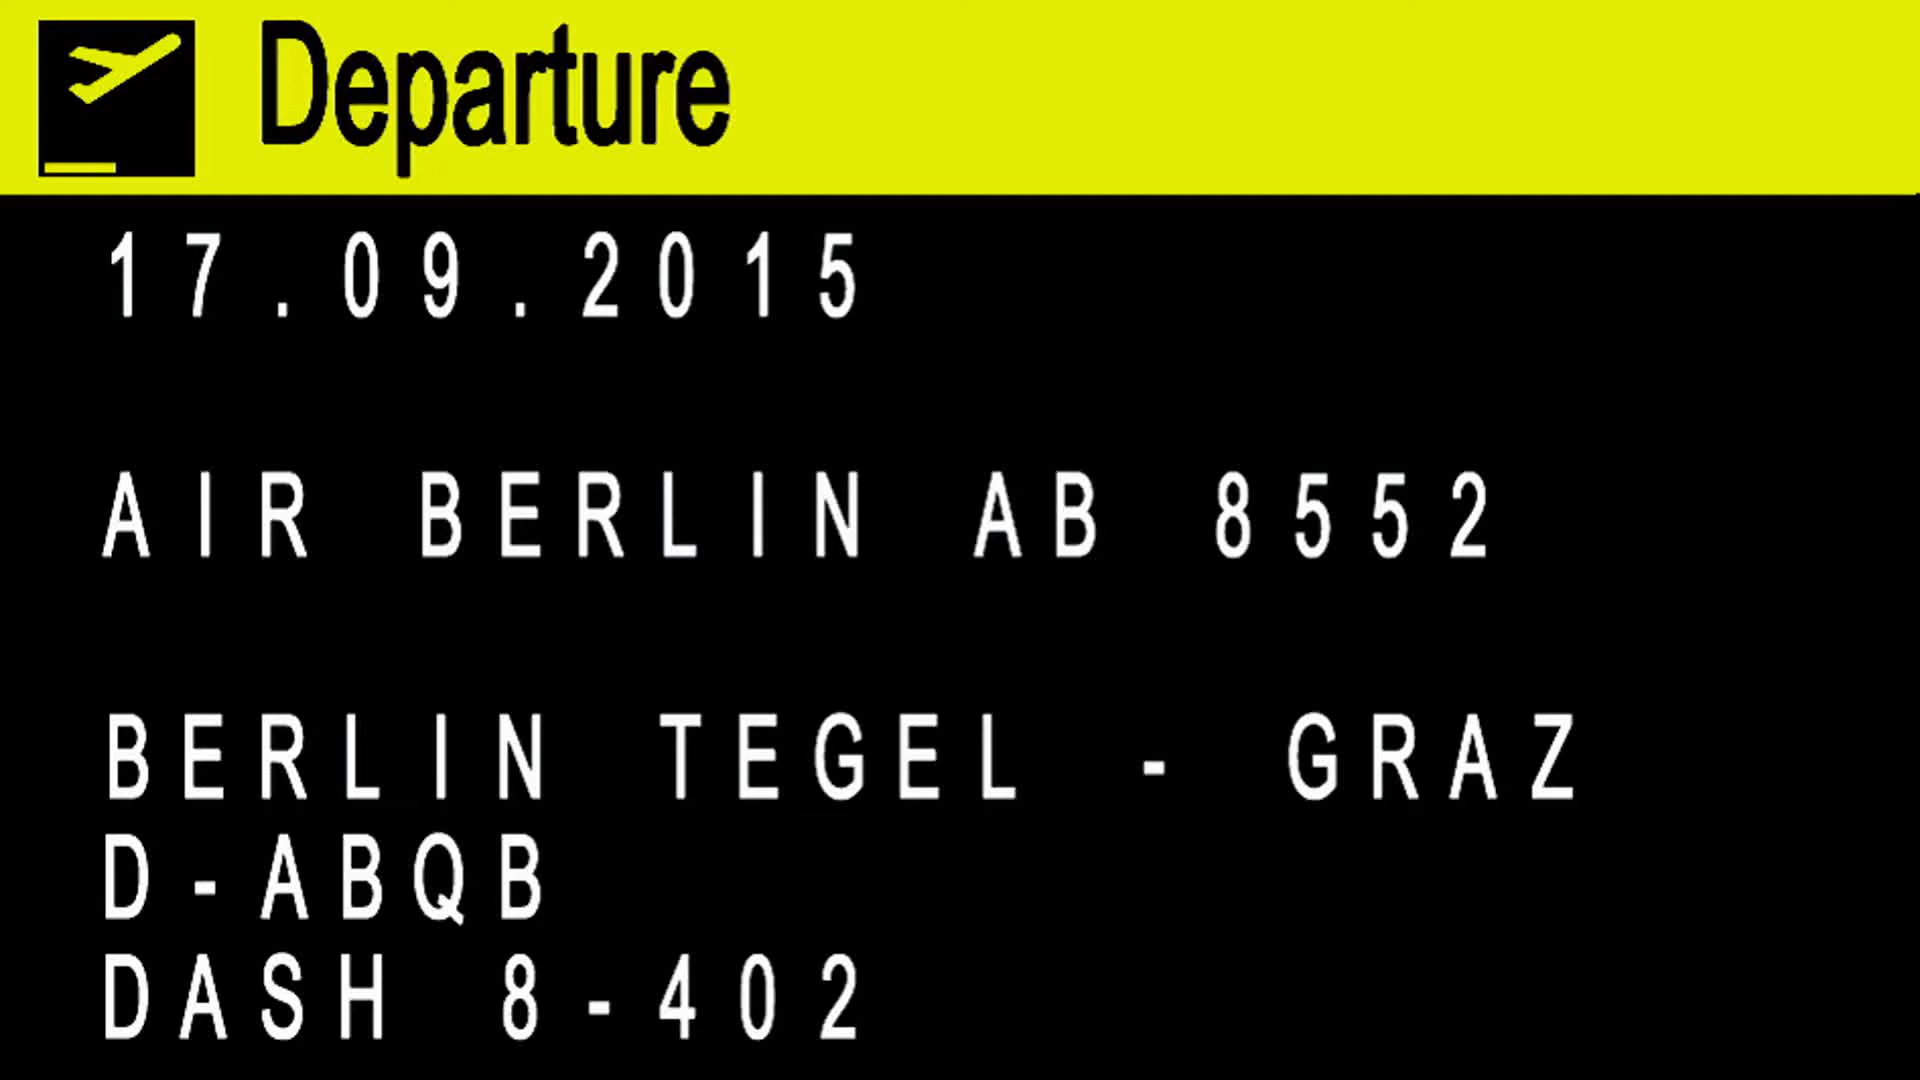 Departure
17.09.2015
AIR BERLIN AB 8552
BERLIN TEGEL - GRAZ
D-ABQB
DASH 8-402